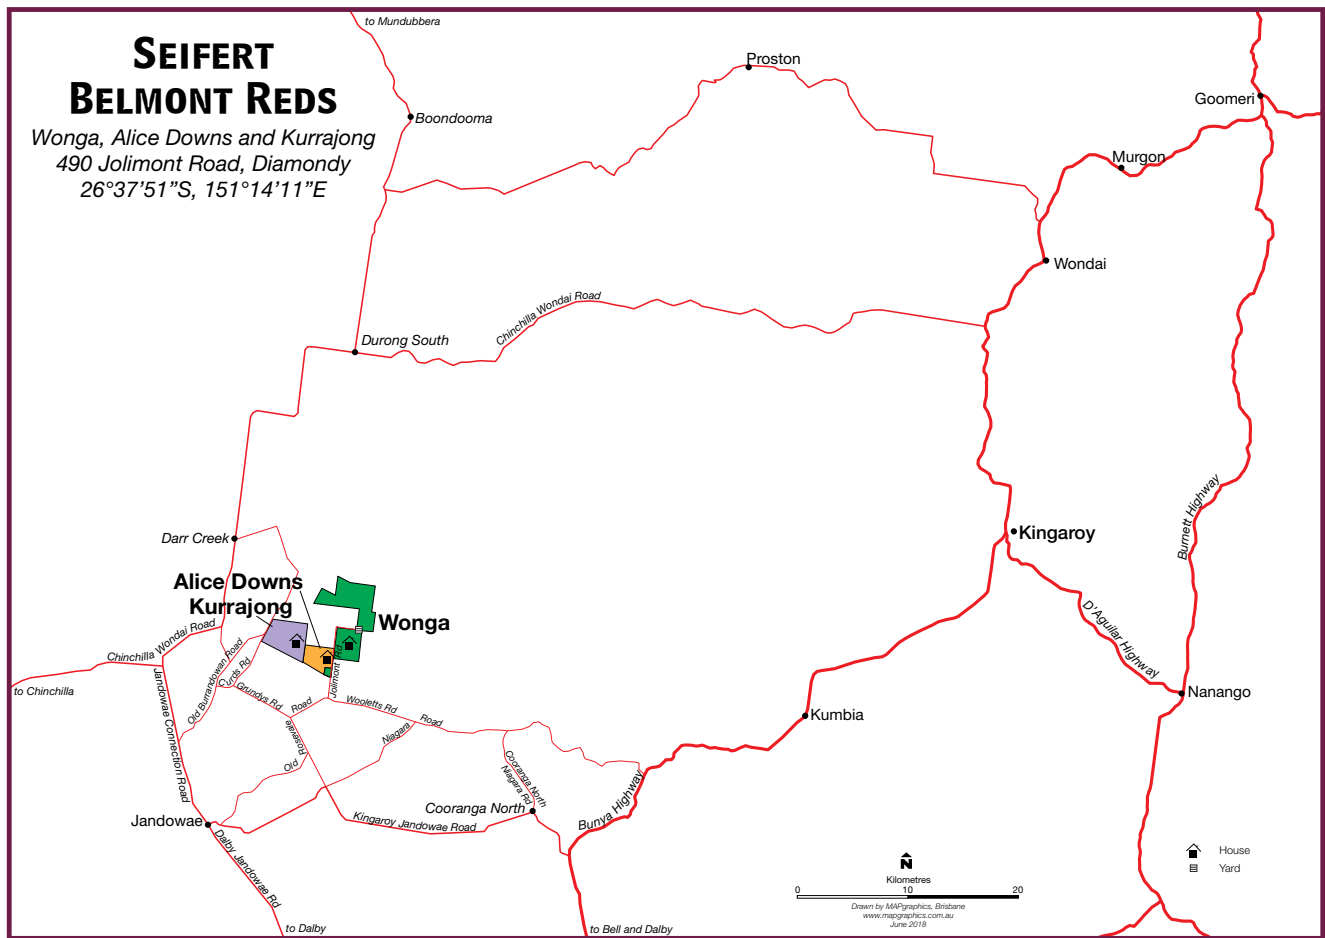 to Mundubbera
SEIFERT
BELMONT REDS
Wonga, Alice Downs and Kurrajong
490 Jolimont Road, Diamondy
26°37’51”S, 151°14’11”E
Proston
Goomeri
Boondooma
Murgon
Wondai
Chinchilla Wondai Road
Durong South
Burnett Highway
Kingaroy
Darr Creek
Alice Downs
Kurrajong
Wonga
D’Aguilar Highway
Chinchilla Wondai Road
Jolimont Rd
Old Burrandowan Road
Curds Rd
to Chinchilla
Jandowae Connection Road
Grundys Rd
Road
Wooletts Rd
Road
Nanango
Kumbia
Rosevale
Niagara
Old
Cooranga North
Niagara Rd
Bunya Highway
Cooranga North
Jandowae
Kingaroy Jandowae Road
Dalby Jandowae Rd
House
Yard
N
Kilometres
0 10 20
Drawn by MAPgraphics, Brisbane
www.mapgraphics.com.au
June 2018
to Dalby
to Bell and Dalby